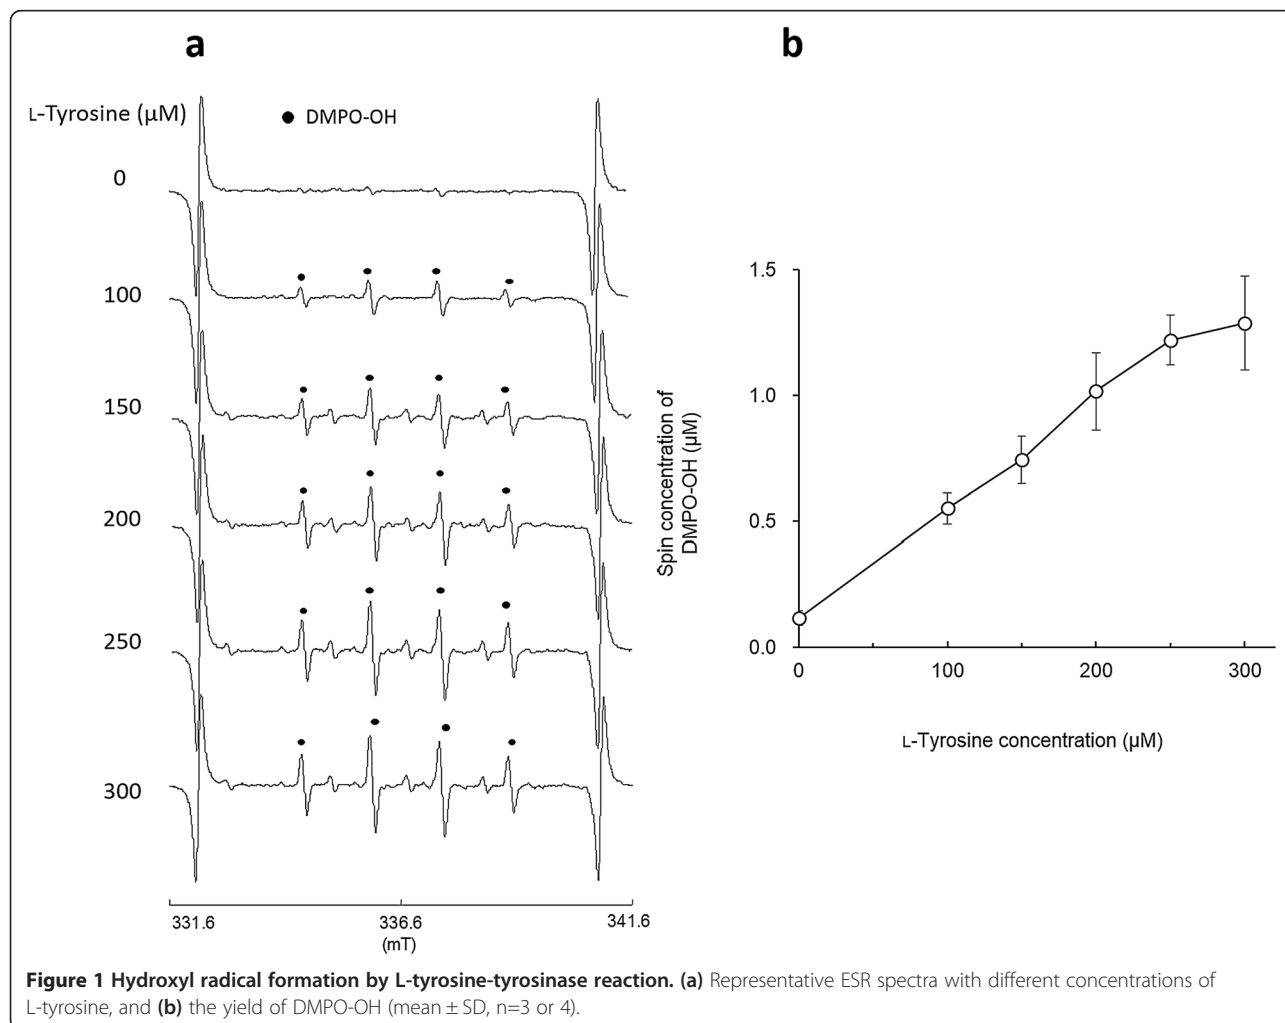 a
b
L-Tyrosine (µM)
● DMPO-OH
0
100
150
200
250
300
331.6
336.6
341.6
(mT)
1.5
1.0
0.5
0.0
Spin concentration of
DMPO-OH (µM)
0
100
200
300
L-Tyrosine concentration (µM)
Figure 1 Hydroxyl radical formation by L-tyrosine-tyrosinase reaction. (a) Representative ESR spectra with different concentrations of
L-tyrosine, and (b) the yield of DMPO-OH (mean ± SD, n=3 or 4).